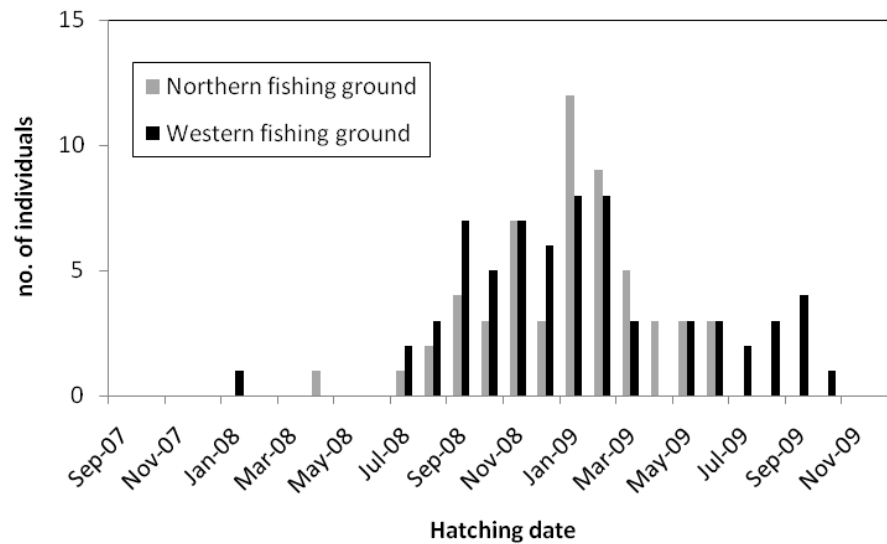 15
10
5
0
no. of individuals
Northern fishing ground
Western fishing ground
Sep-07
Nov-07
Jan-08
Mar-08
May-08
Jul-08
Sep-08
Nov-08
Jan-09
Mar-09
May-09
Jul-09
Sep-09
Nov-09
Hatching date